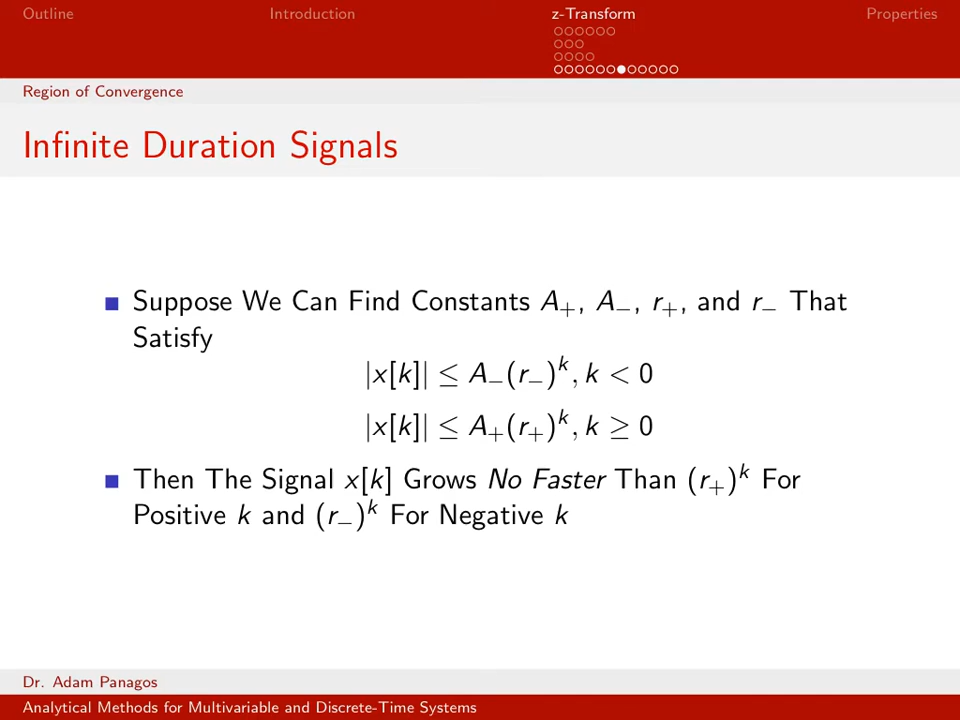 Outline Introduction z-Transform Properties
Region of Convergence
Infinite Duration Signals
Suppose We Can Find Constants A₊, A₋, r₊, and r₋ That
Satisfy
|x[k]| ≤ A₋(r₋)ᵏ, k < 0
|x[k]| ≤ A₊(r₊)ᵏ, k ≥ 0
Then The Signal x[k] Grows No Faster Than (r₊)ᵏ For
Positive k and (r₋)ᵏ For Negative k
Dr. Adam Panagos
Analytical Methods for Multivariable and Discrete-Time Systems